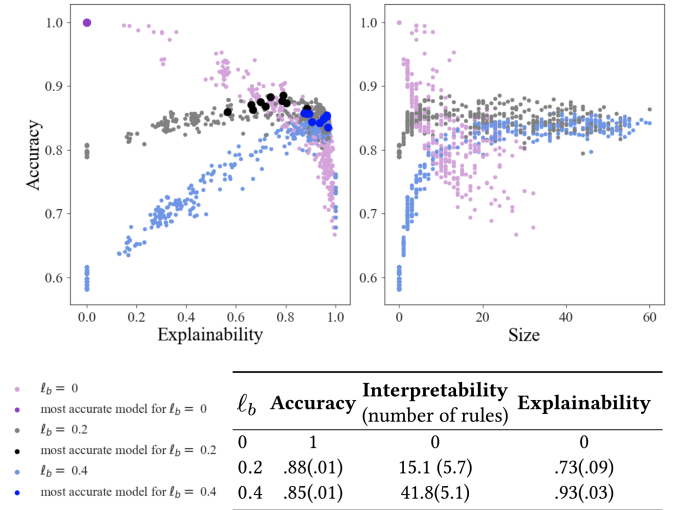 1.0
0.9
0.8
0.7
0.6
Accuracy
0.0 0.2 0.4 0.6 0.8 1.0
Explainability
1.0
0.9
0.8
0.7
0.6
0 20 40 60
Size
ℓb = 0
most accurate model for ℓb = 0
ℓb = 0.2
most accurate model for ℓb = 0.2
ℓb = 0.4
most accurate model for ℓb = 0.4
ℓb Accuracy Interpretability (number of rules) Explainability
0 1 0 0
0.2 .88(.01) 15.1 (5.7) .73(.09)
0.4 .85(.01) 41.8(5.1) .93(.03)